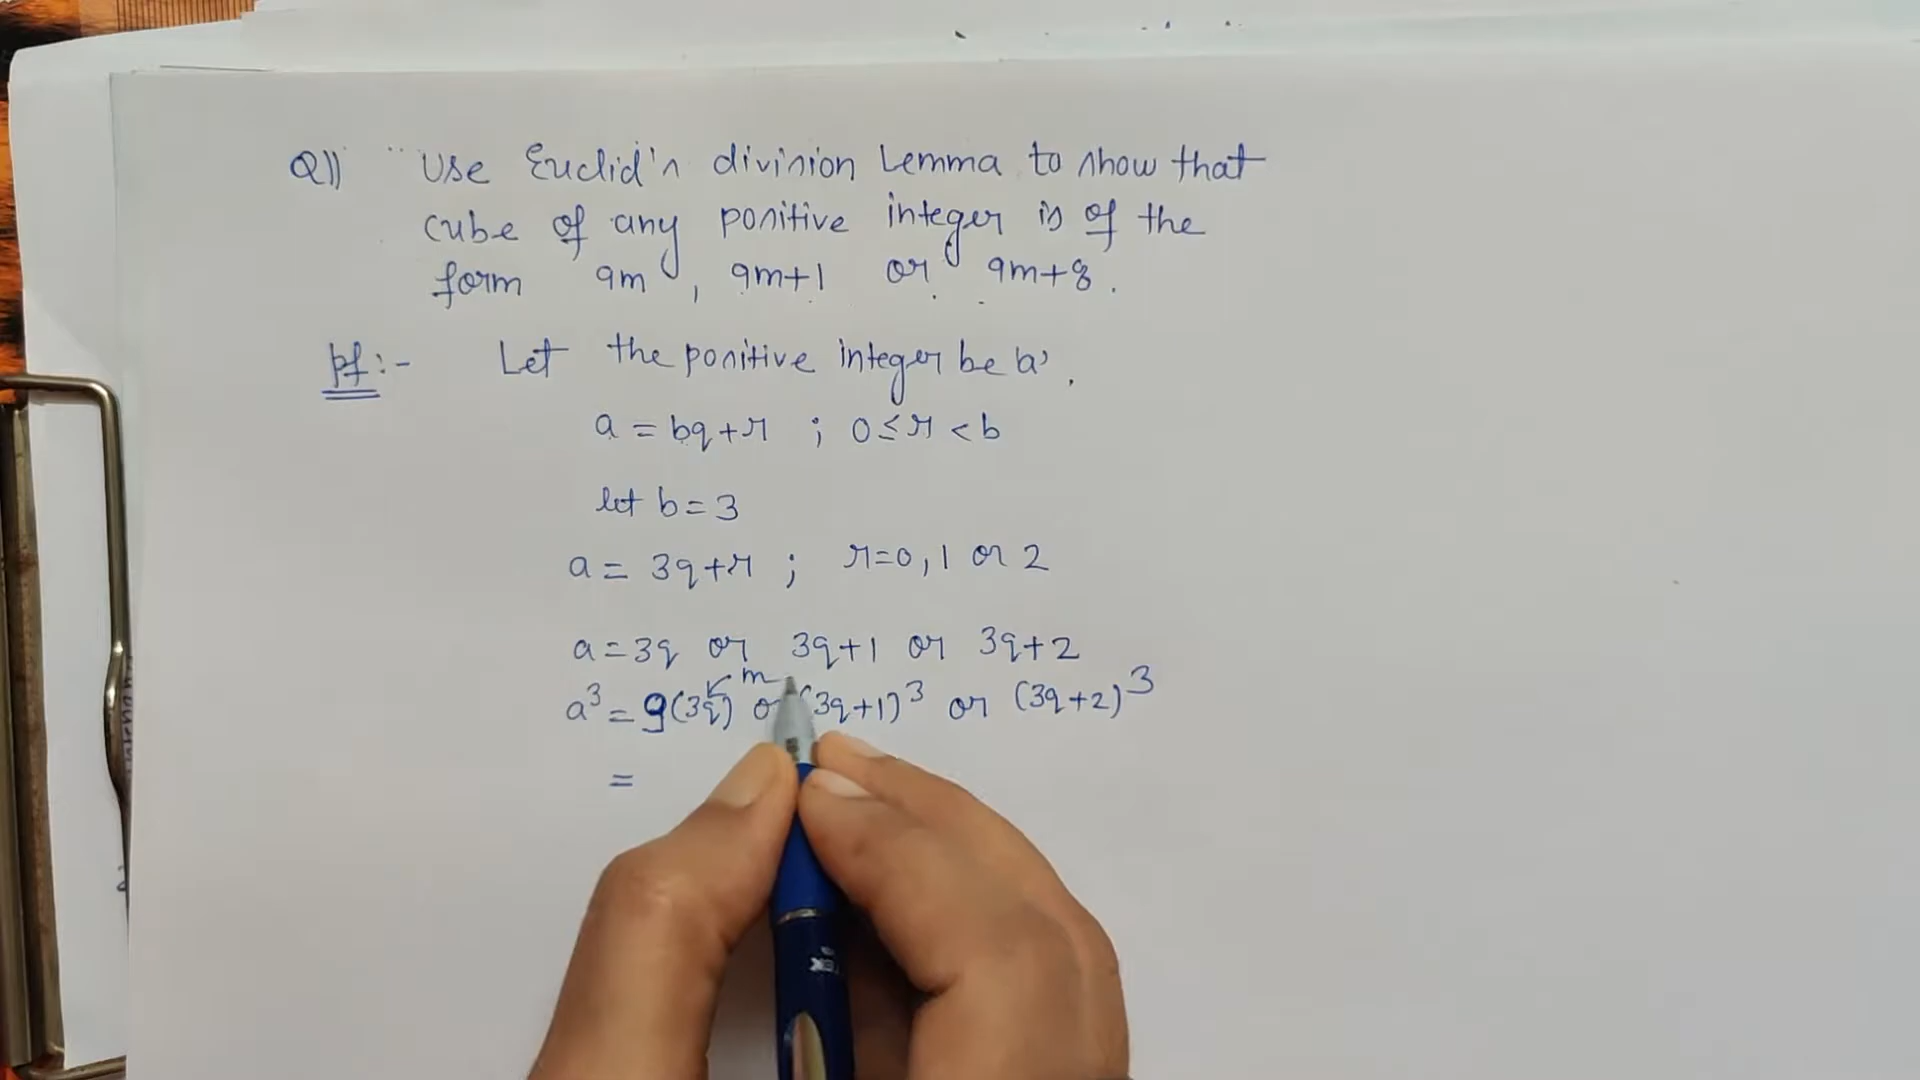 Q11 Use Euclid's division Lemma to show that
cube of any positive integer is of the
form 9m, 9m+1 or 9m+8.
Pf:- Let the positive integer be a'.
a = bq+r ; 0≤r<b
let b=3
a = 3q+r ; r=0,1 or 2
a=3q or 3q+1 or 3q+2
m
a³ = 9(3q) or (3q+1)³ or (3q+2)³
=